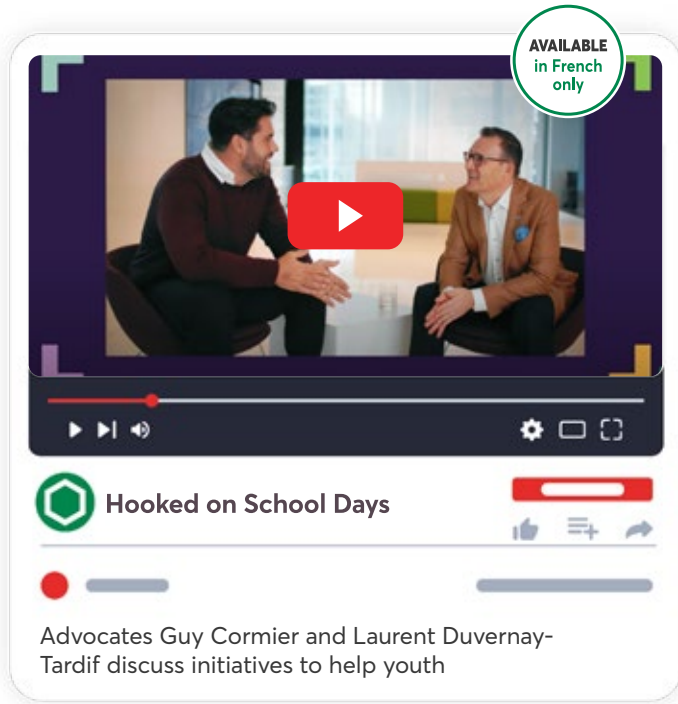 AVAILABLE
in French
only
Hooked on School Days
Advocates Guy Cormier and Laurent Duvernay-
Tardif discuss initiatives to help youth